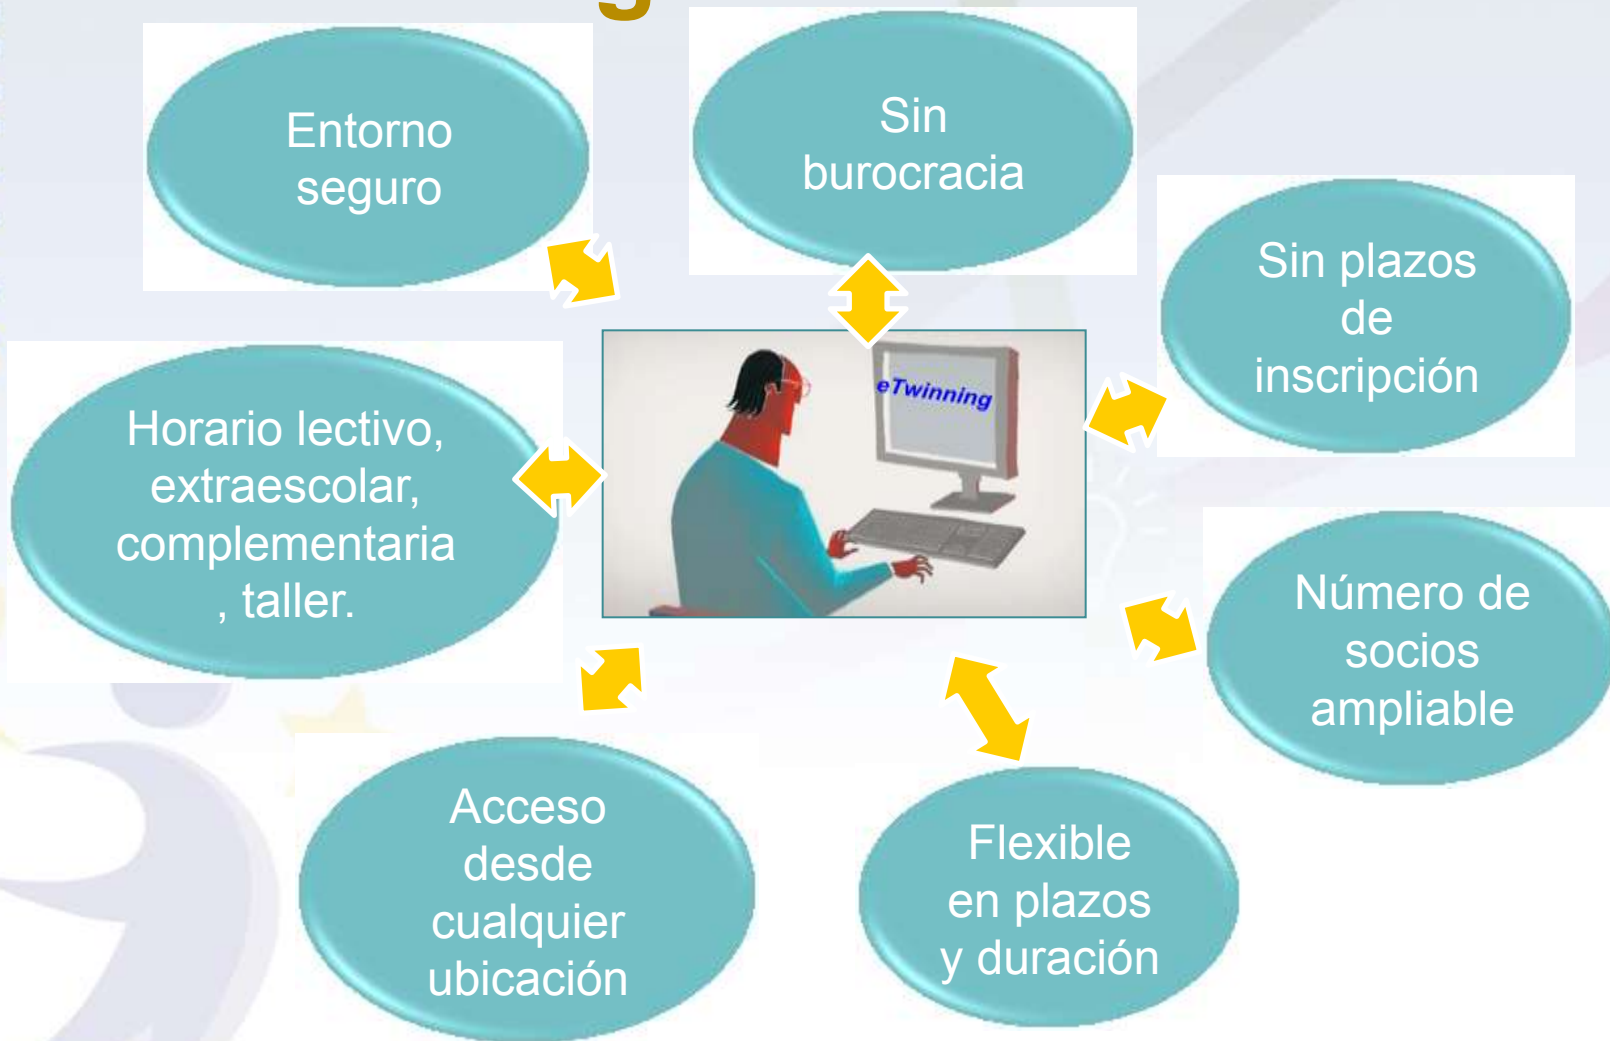 Entorno
seguro
Sin
burocracia
Sin plazos
de
inscripción
Horario lectivo,
extraescolar,
complementaria
, taller.
eTwinning
Número de
socios
ampliable
Acceso
desde
cualquier
ubicación
Flexible
en plazos
y duración